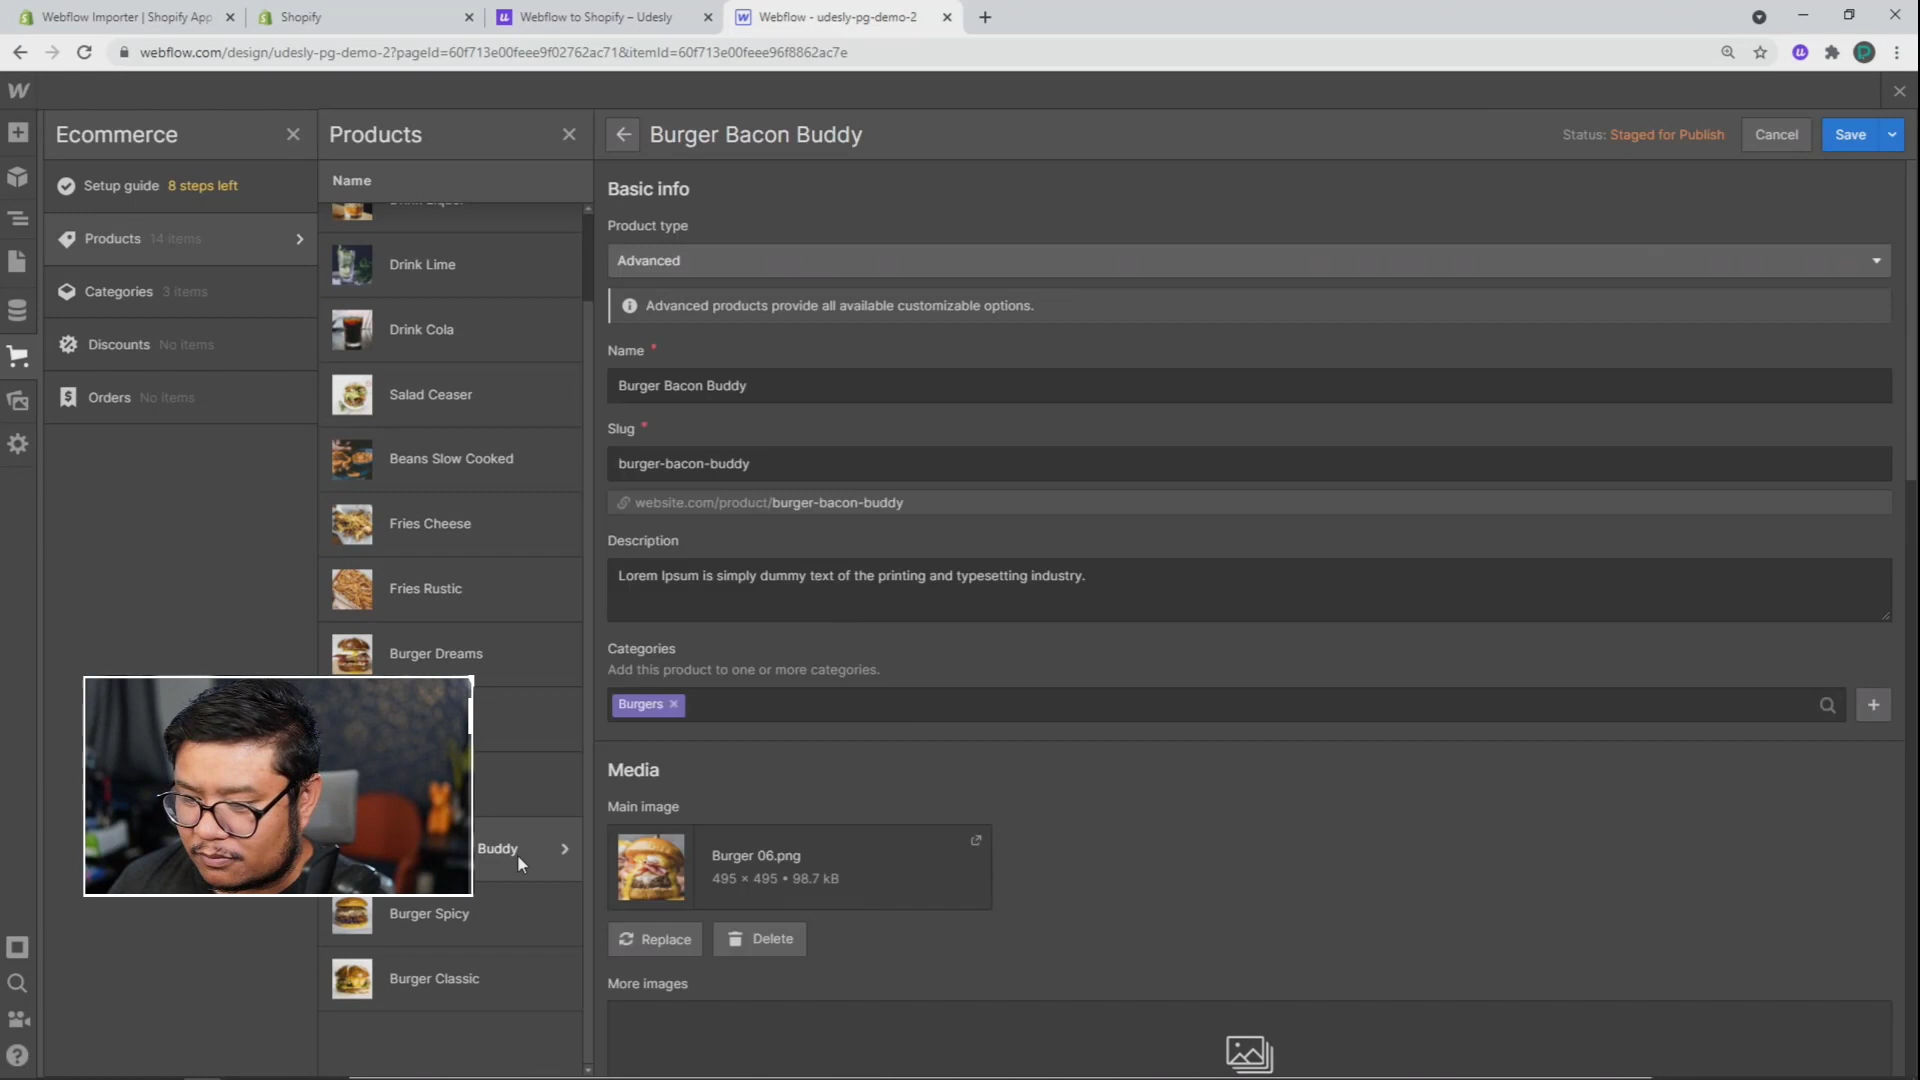 Webflow Importer | Shopify App
Shopify
Webflow to Shopify – Udesly
Webflow - udesly-pg-demo-2
webflow.com/design/udesly-pg-demo-2?pageId=60f713e00feee9f02762ac71&itemId=60f713e00feee96f8862ac7e
Ecommerce
Products
Burger Bacon Buddy
Status: Staged for Publish
Cancel
Save
Setup guide 8 steps left
Products 14 items
Categories 3 items
Discounts No items
Orders No items
Name
Drink Liquor
Drink Lime
Drink Cola
Salad Ceaser
Beans Slow Cooked
Fries Cheese
Fries Rustic
Burger Dreams
Buddy
Burger Spicy
Burger Classic
Basic info
Product type
Advanced
Advanced products provide all available customizable options.
Name *
Burger Bacon Buddy
Slug *
burger-bacon-buddy
website.com/product/burger-bacon-buddy
Description
Lorem Ipsum is simply dummy text of the printing and typesetting industry.
Categories
Add this product to one or more categories.
Burgers
Media
Main image
Burger 06.png
495 × 495 • 98.7 kB
Replace
Delete
More images